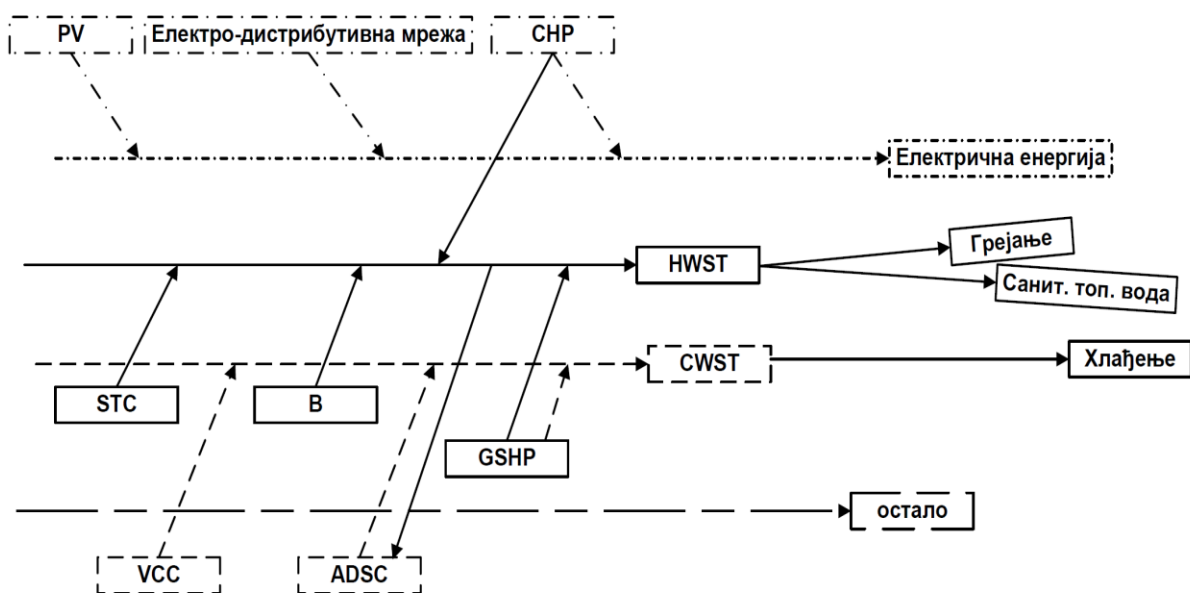 PV
Електро-дистрибутивна мрежа
CHP
Електрична енергија
Грејање
HWST
Санит. топ. вода
CWST
Хлађење
STC
B
GSHP
остало
VCC
ADSC